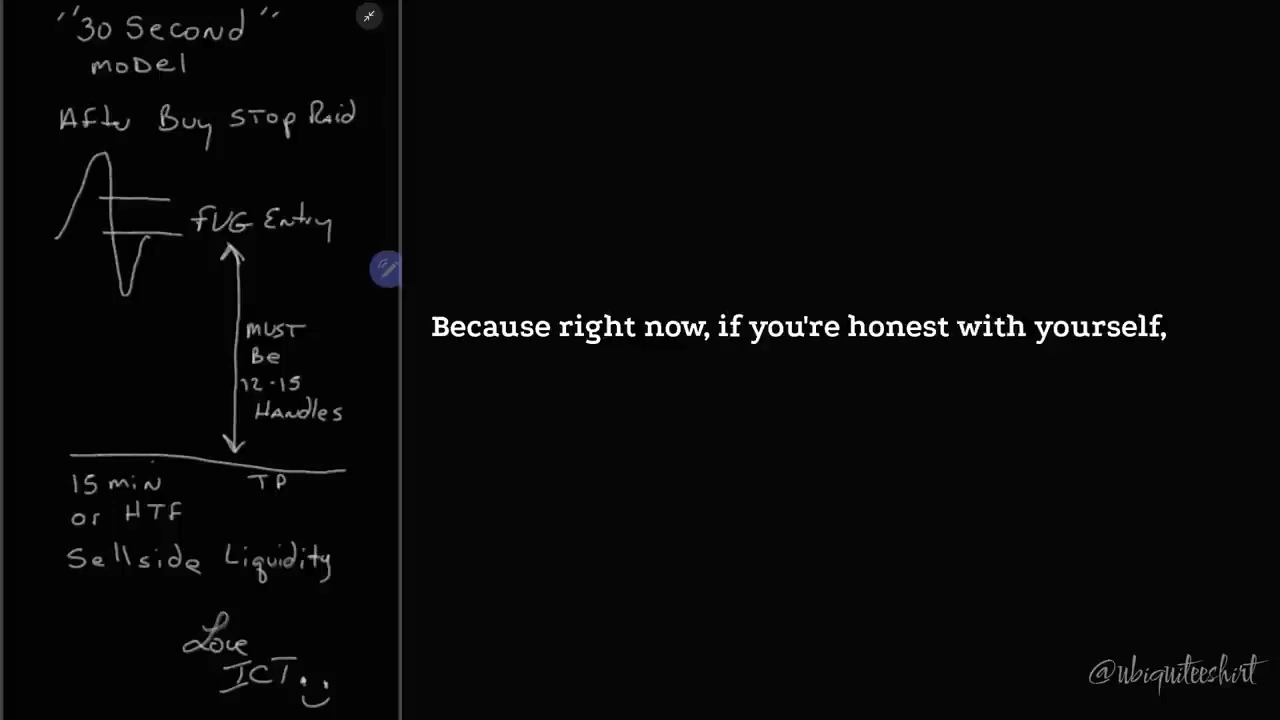 "30 Second"
moDel
After Buy STop Raid
FVG Entry
MUST
Be
12-15
HANDles
15 min
TP
or HTF
Sellside Liquidity
Love
ICT
Because right now, if you're honest with yourself,
@ubiquiteeshirt